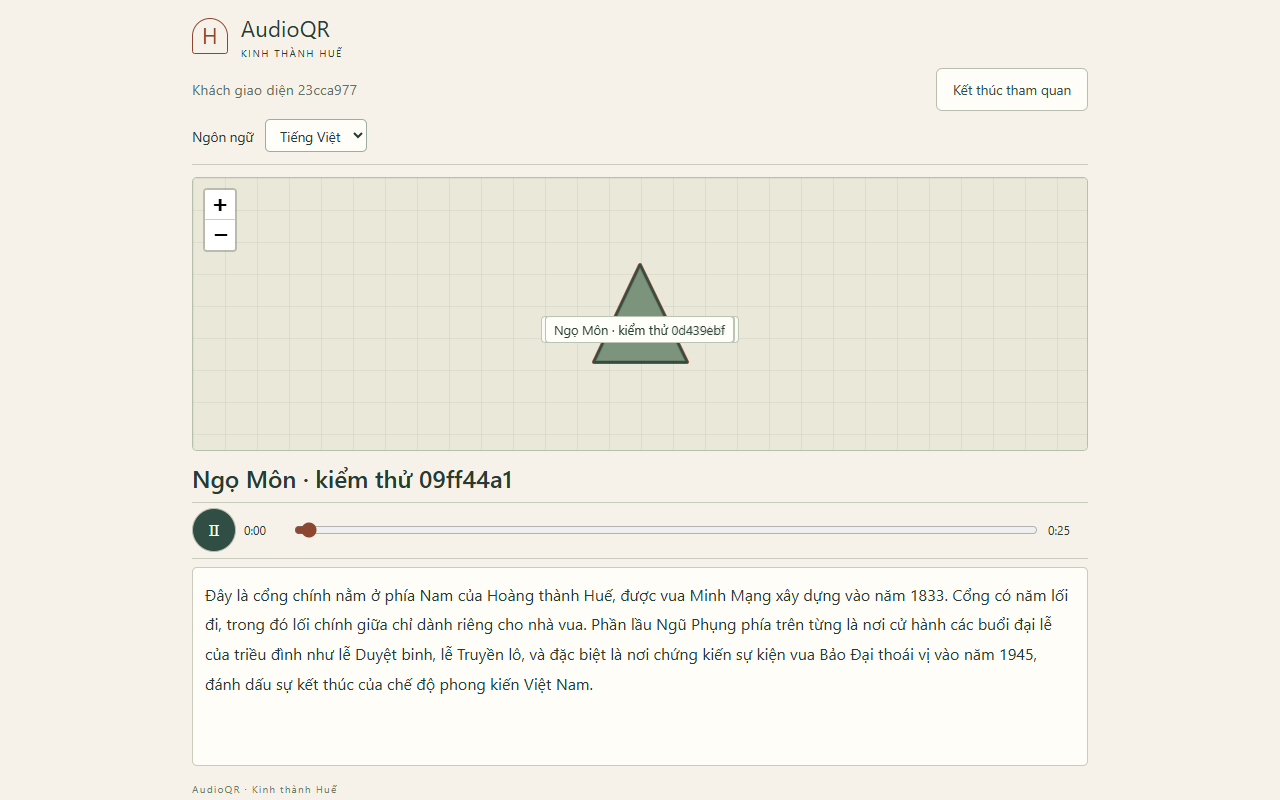 H
AudioQR
KINH THÀNH HUẾ
Khách giao diện 23cca977
Kết thúc tham quan
Ngôn ngữ
Tiếng Việt
+
−
Ngọ Môn · kiểm thử 0d439ebf
Ngọ Môn · kiểm thử 09ff44a1
0:00
0:25
Đây là cổng chính nằm ở phía Nam của Hoàng thành Huế, được vua Minh Mạng xây dựng vào năm 1833. Cổng có năm lối
đi, trong đó lối chính giữa chỉ dành riêng cho nhà vua. Phần lầu Ngũ Phụng phía trên từng là nơi cử hành các buổi đại lễ
của triều đình như lễ Duyệt binh, lễ Truyền lô, và đặc biệt là nơi chứng kiến sự kiện vua Bảo Đại thoái vị vào năm 1945,
đánh dấu sự kết thúc của chế độ phong kiến Việt Nam.
AudioQR · Kinh thành Huế